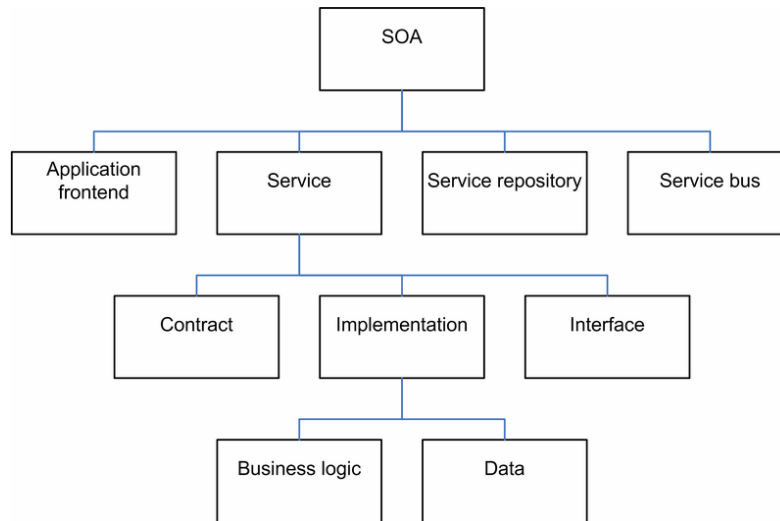 SOA
Application
frontend
Service
Service repository
Service bus
Contract
Implementation
Interface
Business logic
Data